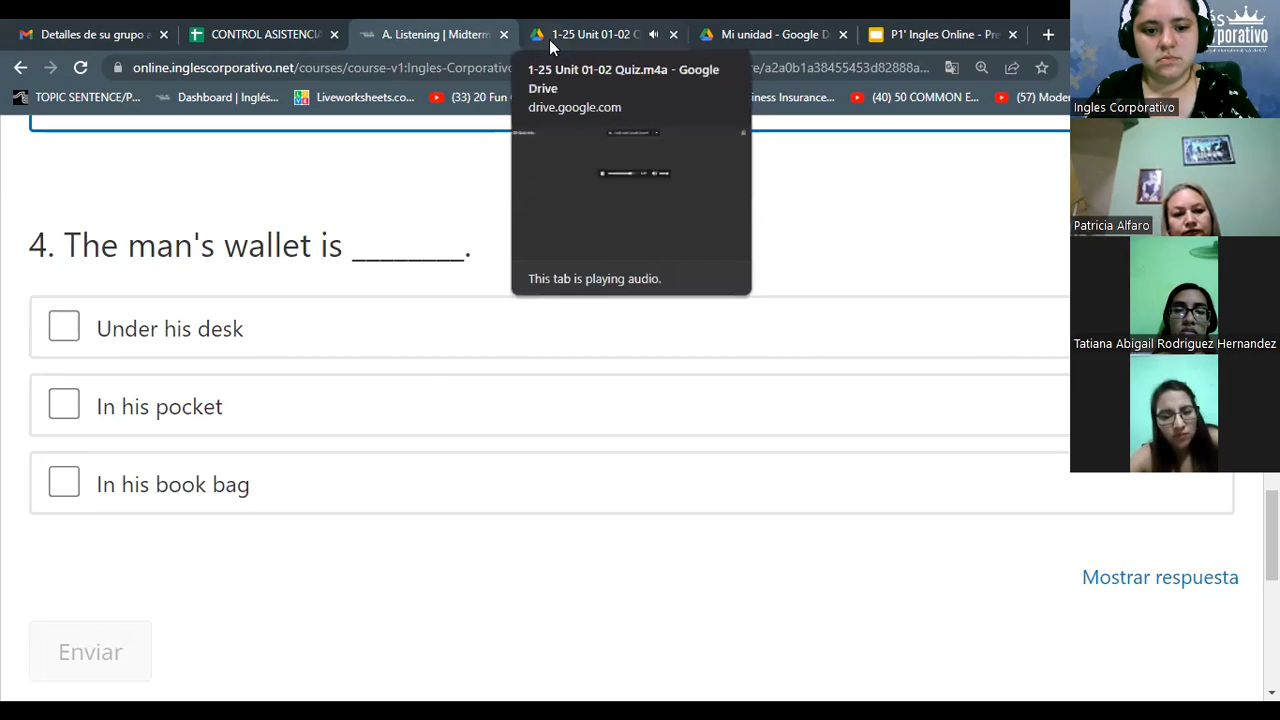 Detalles de su grupo a
CONTROL ASISTENCIA
A. Listening | Midterm
1-25 Unit 01-02 Q
Mi unidad - Google D
P1' Ingles Online - Pre
online.inglescorporativo.net/courses/course-v1:Ingles-Corporativ
e/a0b1a8155453d82888a...
TOPIC SENTENCE/P...
Dashboard | Inglés...
Liveworksheets.co...
(33) 20 Fun
iness Insurance...
(40) 50 COMMON E...
(57) Mode
1-25 Unit 01-02 Quiz.m4a - Google
Drive
drive.google.com
This tab is playing audio.
4. The man's wallet is ________.
Under his desk
In his pocket
In his book bag
Mostrar respuesta
Enviar
Ingles Corporativo
Patricia Alfaro
Tatiana Abigail Rodriguez Hernandez